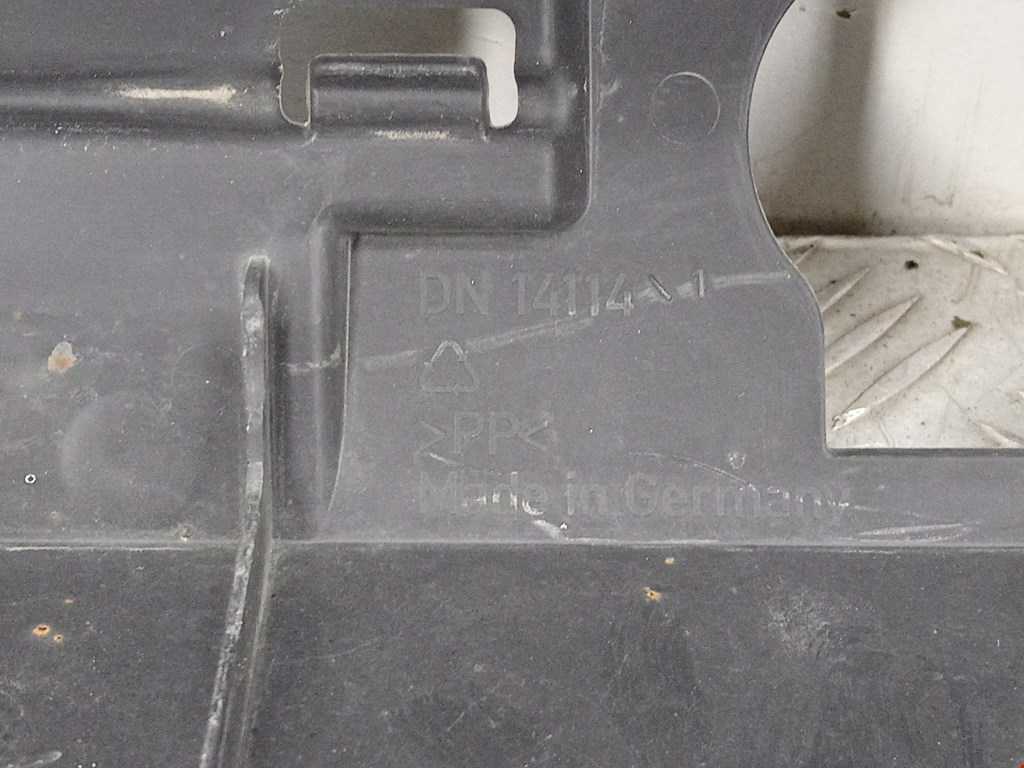 DN 14114 \ 1
>PP<
Made in Germany